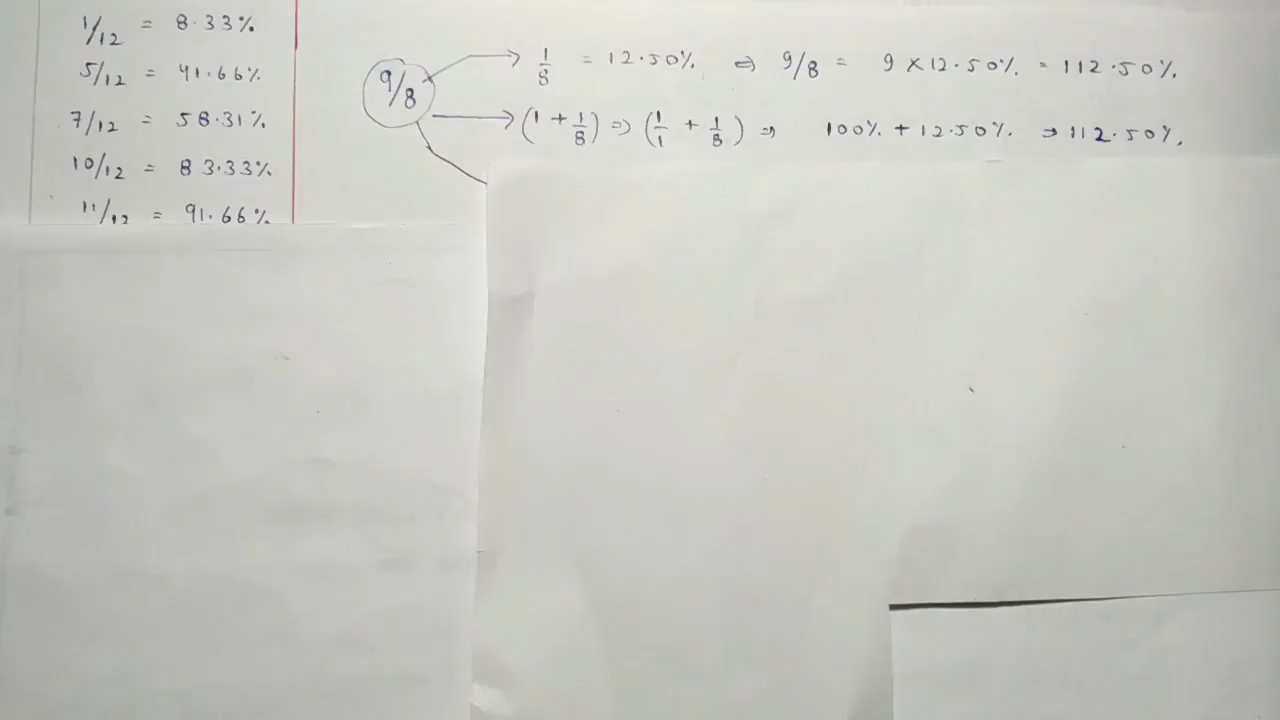 1/12 = 8.33%
5/12 = 41.66%
7/12 = 58.31%
10/12 = 83.33%
11/12 = 91.66%
9/8
1/8 = 12.50% ⇒ 9/8 = 9 × 12.50% = 112.50%.
(1 + 1/8) ⇒ (1/1 + 1/8) ⇒ 100% + 12.50% ⇒ 112.50%.